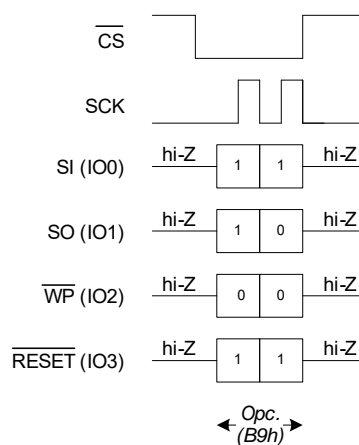 CS
SCK
hi-Z hi-Z
SI (IO0) 1 1
hi-Z hi-Z
SO (IO1) 1 0
hi-Z hi-Z
WP (IO2) 0 0
hi-Z hi-Z
RESET (IO3) 1 1
Opc.
(B9h)